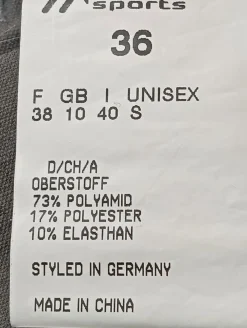 sports
36
F GB I UNISEX
38 10 40 S
D/CH/A
OBERSTOFF
73% POLYAMID
17% POLYESTER
10% ELASTHAN
STYLED IN GERMANY
MADE IN CHINA